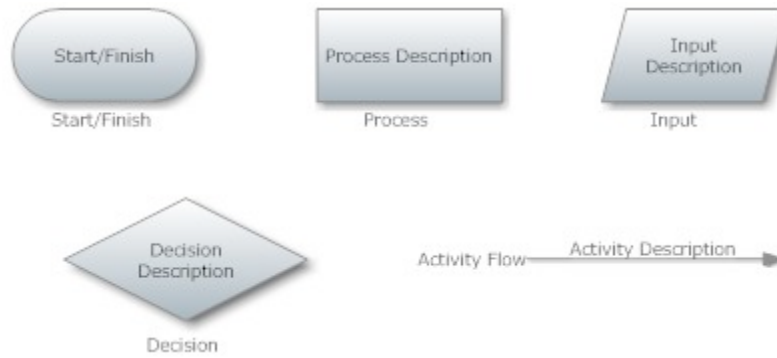 Start/Finish
Process Description
Input
Description
Start/Finish
Process
Input
Decision
Description
Activity Flow
Activity Description
Decision